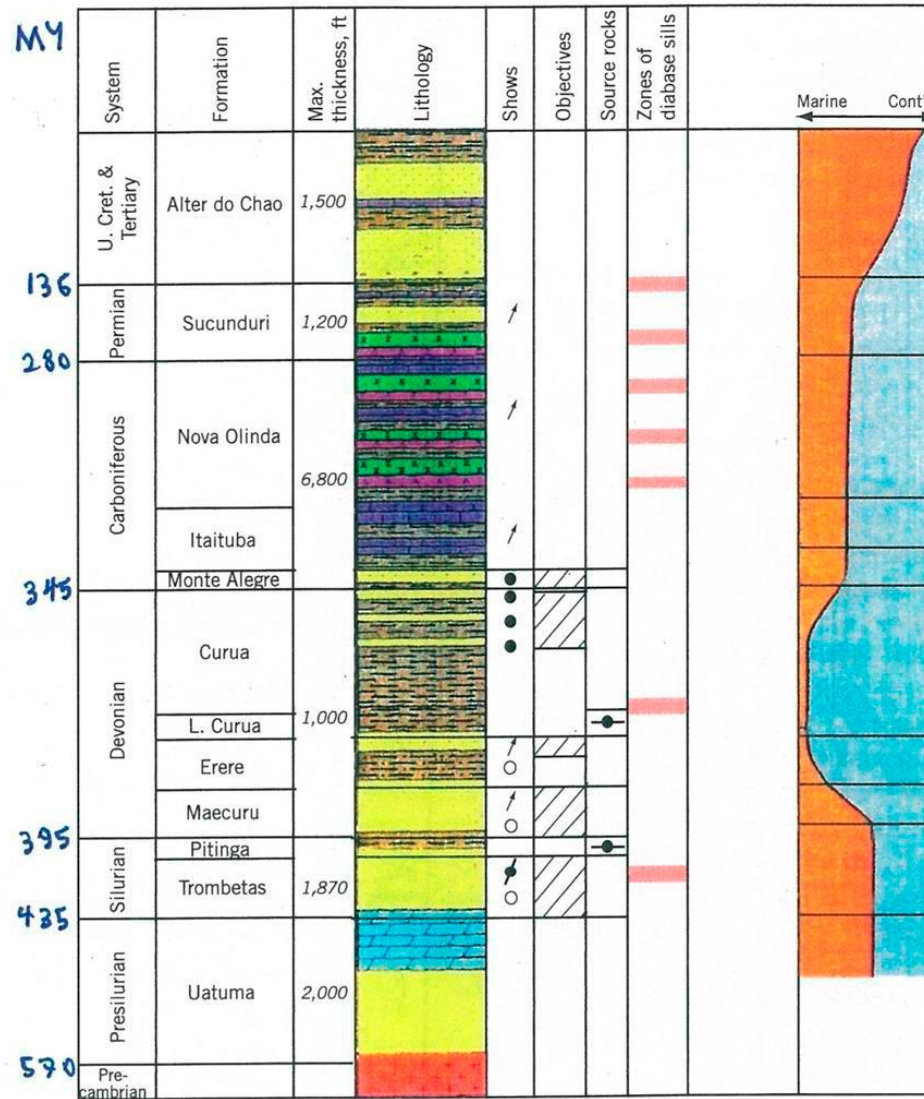 MY
System
Formation
Max.
thickness, ft
Lithology
Shows
Objectives
Source rocks
Zones of
diabase sills
Marine Cont'
U. Cret. &
Tertiary
Alter do Chao
1,500
136
Permian
Sucunduri
1,200
280
Carboniferous
Nova Olinda
6,800
Itaituba
Monte Alegre
345
Devonian
Curua
1,000
L. Curua
Erere
Maecuru
395
Silurian
Pitinga
Trombetas
1,870
435
Presilurian
Uatuma
2,000
570
Pre-
cambrian